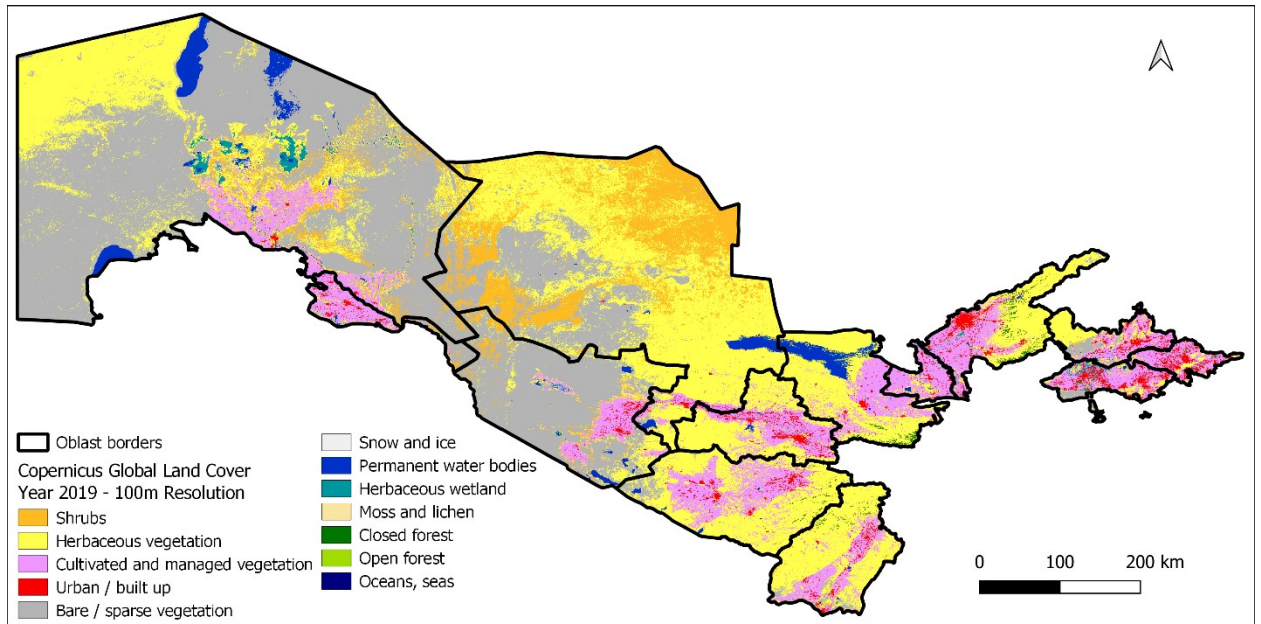 Oblast borders
Copernicus Global Land Cover
Year 2019 - 100m Resolution
Shrubs
Herbaceous vegetation
Cultivated and managed vegetation
Urban / built up
Bare / sparse vegetation
Snow and ice
Permanent water bodies
Herbaceous wetland
Moss and lichen
Closed forest
Open forest
Oceans, seas
0 100 200 km